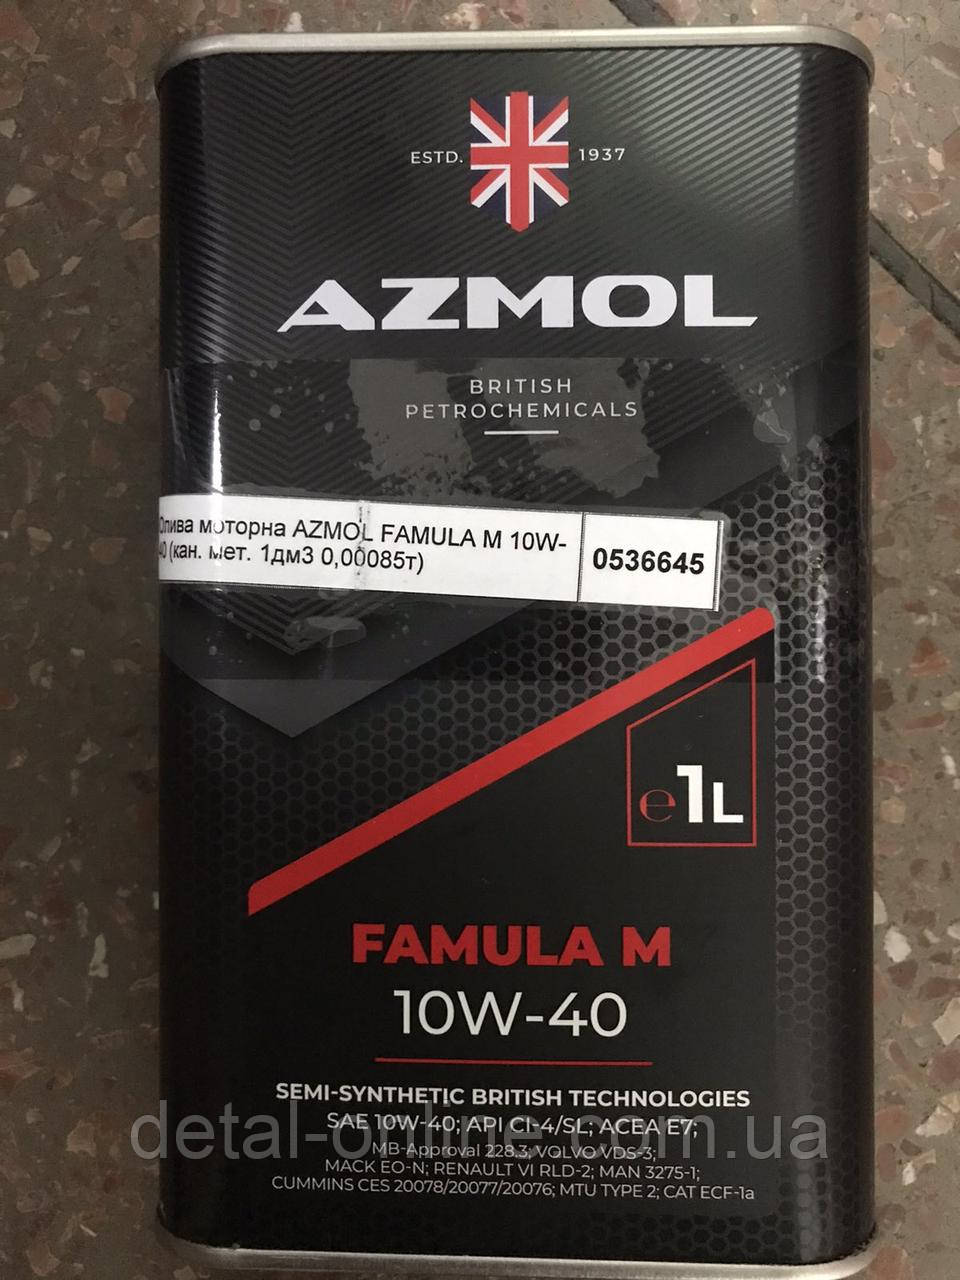 ESTD. 1937
AZMOL
BRITISH
PETROCHEMICALS
Олива моторна AZMOL FAMULA M 10W-
40 (кан. мет. 1дм3 0,00085т)
0536645
e1L
FAMULA M
10W-40
SEMI-SYNTHETIC BRITISH TECHNOLOGIES
SAE 10W-40; API CI-4/SL; ACEA E7;
MB-Approval 228.3; VOLVO VDS-3;
MACK EO-N; RENAULT VI RLD-2; MAN 3275-1;
CUMMINS CES 20078/20077/20076; MTU TYPE 2; CAT ECF-1a
detal-online.com.ua